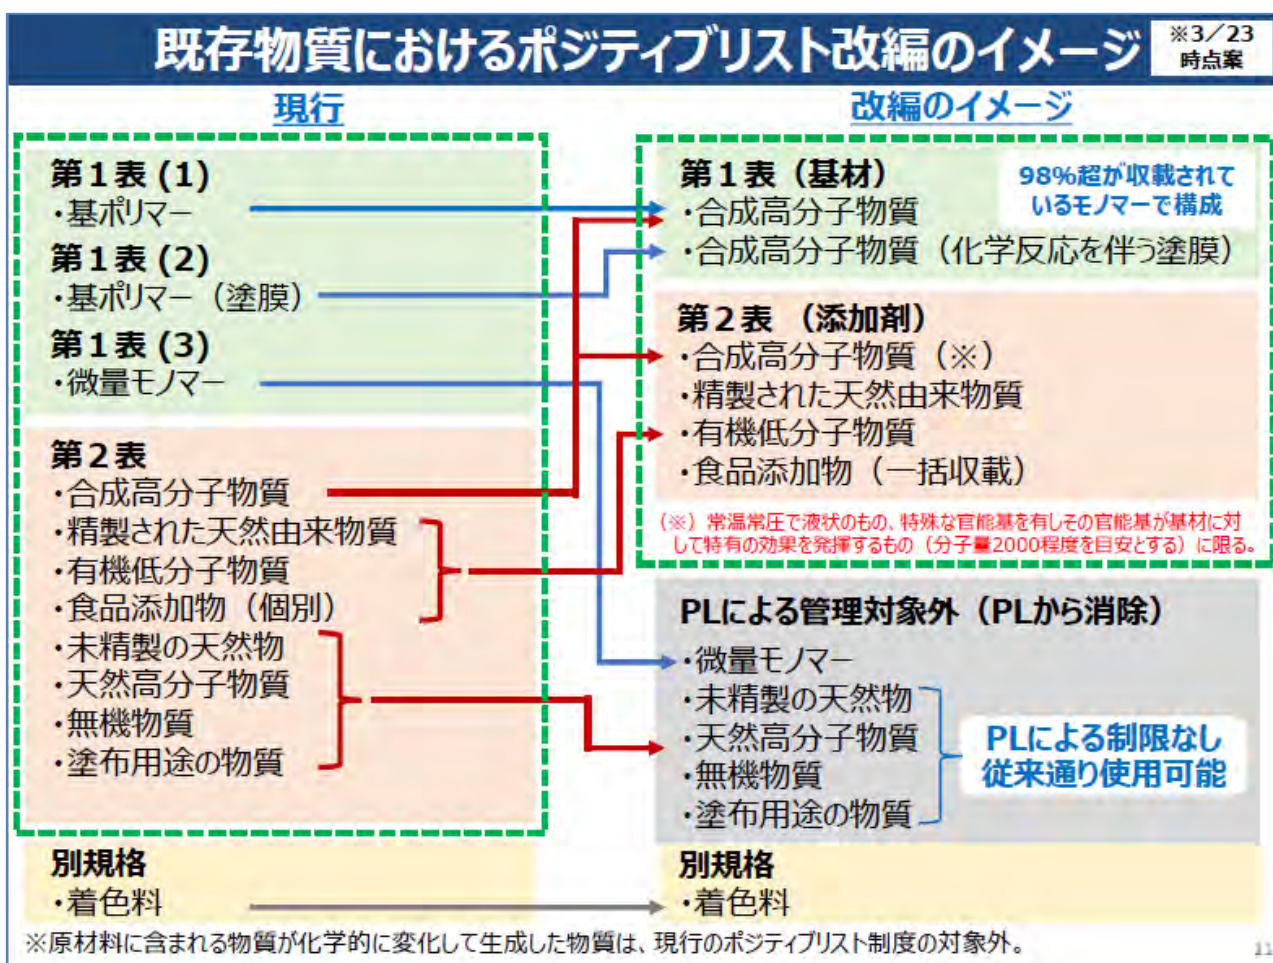 既存物質におけるポジティブリスト改編のイメージ
※3/23
時点案
現行
第1表 (1)
・基ポリマー
第1表 (2)
・基ポリマー（塗膜）
第1表 (3)
・微量モノマー
第2表
・合成高分子物質
・精製された天然由来物質
・有機低分子物質
・食品添加物（個別）
・未精製の天然物
・天然高分子物質
・無機物質
・塗布用途の物質
別規格
・着色料
改編のイメージ
第1表（基材）
・合成高分子物質
・合成高分子物質（化学反応を伴う塗膜）
98%超が収載されて
いるモノマーで構成
第2表 （添加剤）
・合成高分子物質（※）
・精製された天然由来物質
・有機低分子物質
・食品添加物（一括収載）
（※）常温常圧で液状のもの、特殊な官能基を有しその官能基が基材に対
して特有の効果を発揮するもの（分子量2000程度を目安とする）に限る。
PLによる管理対象外（PLから消除）
・微量モノマー
・未精製の天然物
・天然高分子物質
・無機物質
・塗布用途の物質
PLによる制限なし
従来通り使用可能
別規格
・着色料
※原材料に含まれる物質が化学的に変化して生成した物質は、現行のポジティブリスト制度の対象外。
11